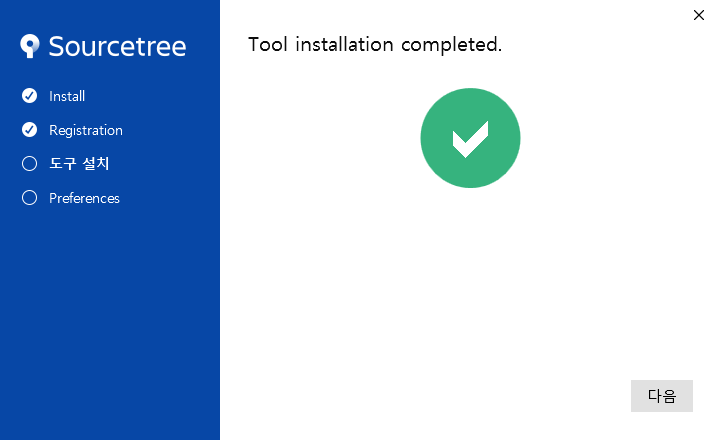 Sourcetree
Install
Registration
도구 설치
Preferences
Tool installation completed.
다음